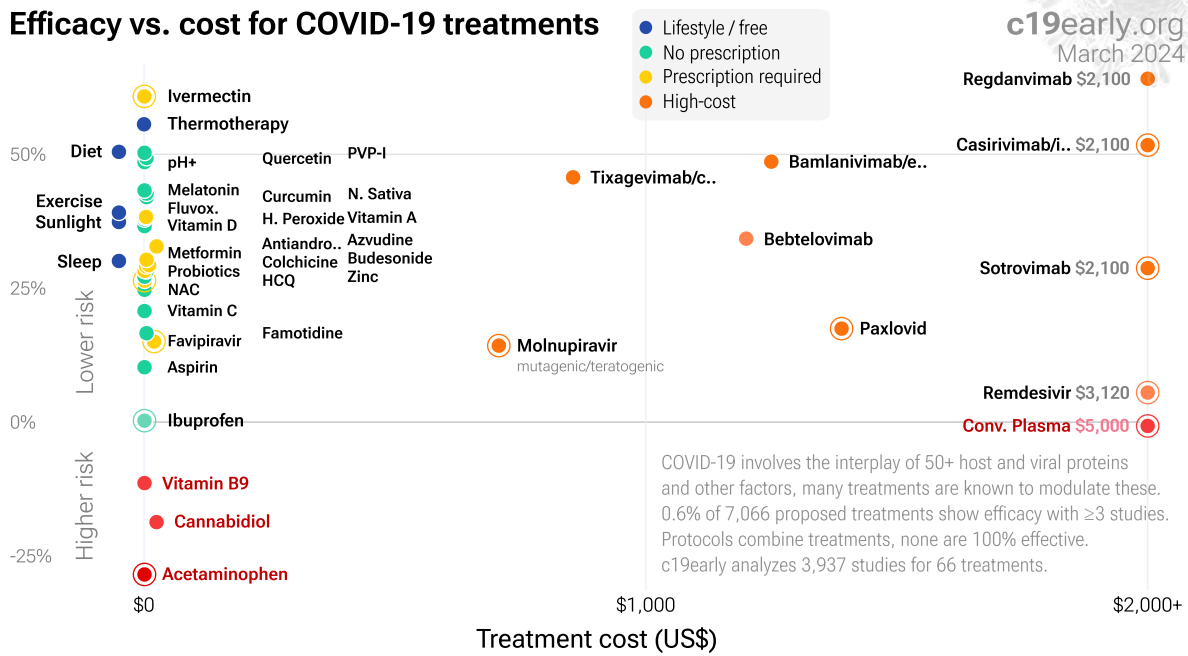 Efficacy vs. cost for COVID-19 treatments
Lifestyle / free
No prescription
Prescription required
High-cost
c19early.org
March 2024
Regdanvimab $2,100
Ivermectin
Thermotherapy
Casirivimab/i.. $2,100
50%
Diet
pH+
Quercetin
PVP-I
Bamlanivimab/e..
Tixagevimab/c..
Melatonin
Curcumin
N. Sativa
Exercise
Fluvox.
Sunlight
Vitamin D
H. Peroxide
Vitamin A
Bebtelovimab
Antiandro..
Azvudine
Sleep
Metformin
Colchicine
Budesonide
Probiotics
HCQ
Zinc
Sotrovimab $2,100
25%
NAC
Vitamin C
Lower risk
Famotidine
Favipiravir
Paxlovid
Molnupiravir
mutagenic/teratogenic
Aspirin
Remdesivir $3,120
0%
Ibuprofen
Conv. Plasma $5,000
Higher risk
Vitamin B9
Cannabidiol
-25%
Acetaminophen
COVID-19 involves the interplay of 50+ host and viral proteins
and other factors, many treatments are known to modulate these.
0.6% of 7,066 proposed treatments show efficacy with ≥3 studies.
Protocols combine treatments, none are 100% effective.
c19early analyzes 3,937 studies for 66 treatments.
$0
$1,000
$2,000+
Treatment cost (US$)